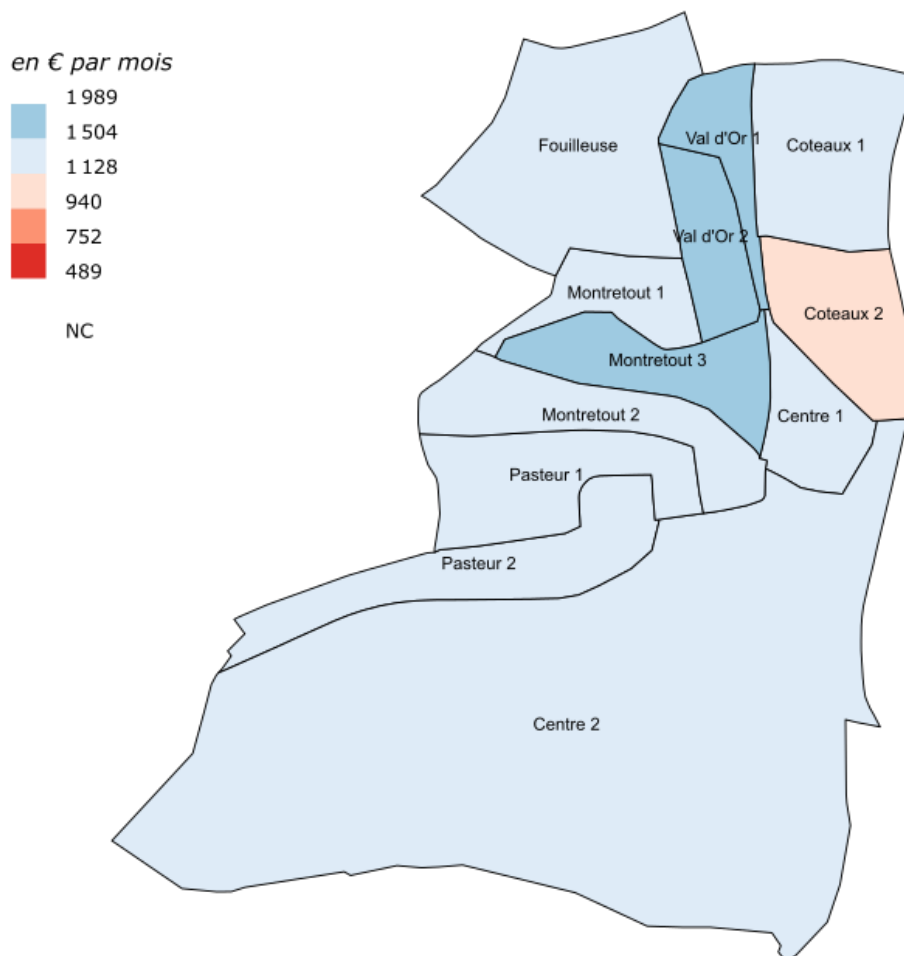 en € par mois
1 989
1 504
1 128
940
752
489
NC
Fouilleuse
Val d'Or 1
Coteaux 1
Val d'Or 2
Montretout 1
Coteaux 2
Montretout 3
Montretout 2
Centre 1
Pasteur 1
Pasteur 2
Centre 2